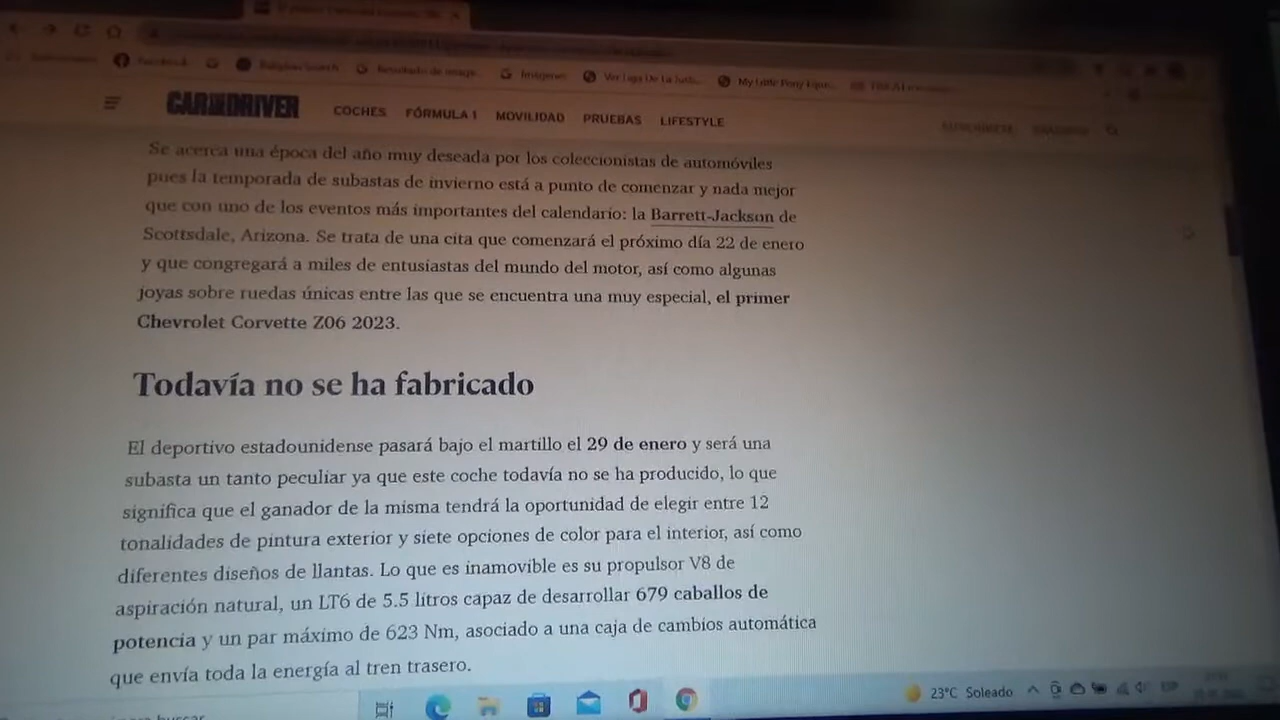 Facebook
Imágenes
My Little Pony Eque...
CAR AND DRIVER
COCHES FÓRMULA 1 MOVILIDAD PRUEBAS LIFESTYLE
Se acerca una época del año muy deseada por los coleccionistas de automóviles
pues la temporada de subastas de invierno está a punto de comenzar y nada mejor
que con uno de los eventos más importantes del calendario: la Barrett-Jackson de
Scottsdale, Arizona. Se trata de una cita que comenzará el próximo día 22 de enero
y que congregará a miles de entusiastas del mundo del motor, así como algunas
joyas sobre ruedas únicas entre las que se encuentra una muy especial, el primer
Chevrolet Corvette Z06 2023.
Todavía no se ha fabricado
El deportivo estadounidense pasará bajo el martillo el 29 de enero y será una
subasta un tanto peculiar ya que este coche todavía no se ha producido, lo que
significa que el ganador de la misma tendrá la oportunidad de elegir entre 12
tonalidades de pintura exterior y siete opciones de color para el interior, así como
diferentes diseños de llantas. Lo que es inamovible es su propulsor V8 de
aspiración natural, un LT6 de 5.5 litros capaz de desarrollar 679 caballos de
potencia y un par máximo de 623 Nm, asociado a una caja de cambios automática
que envía toda la energía al tren trasero.
buscar
23°C Soleado
ESP